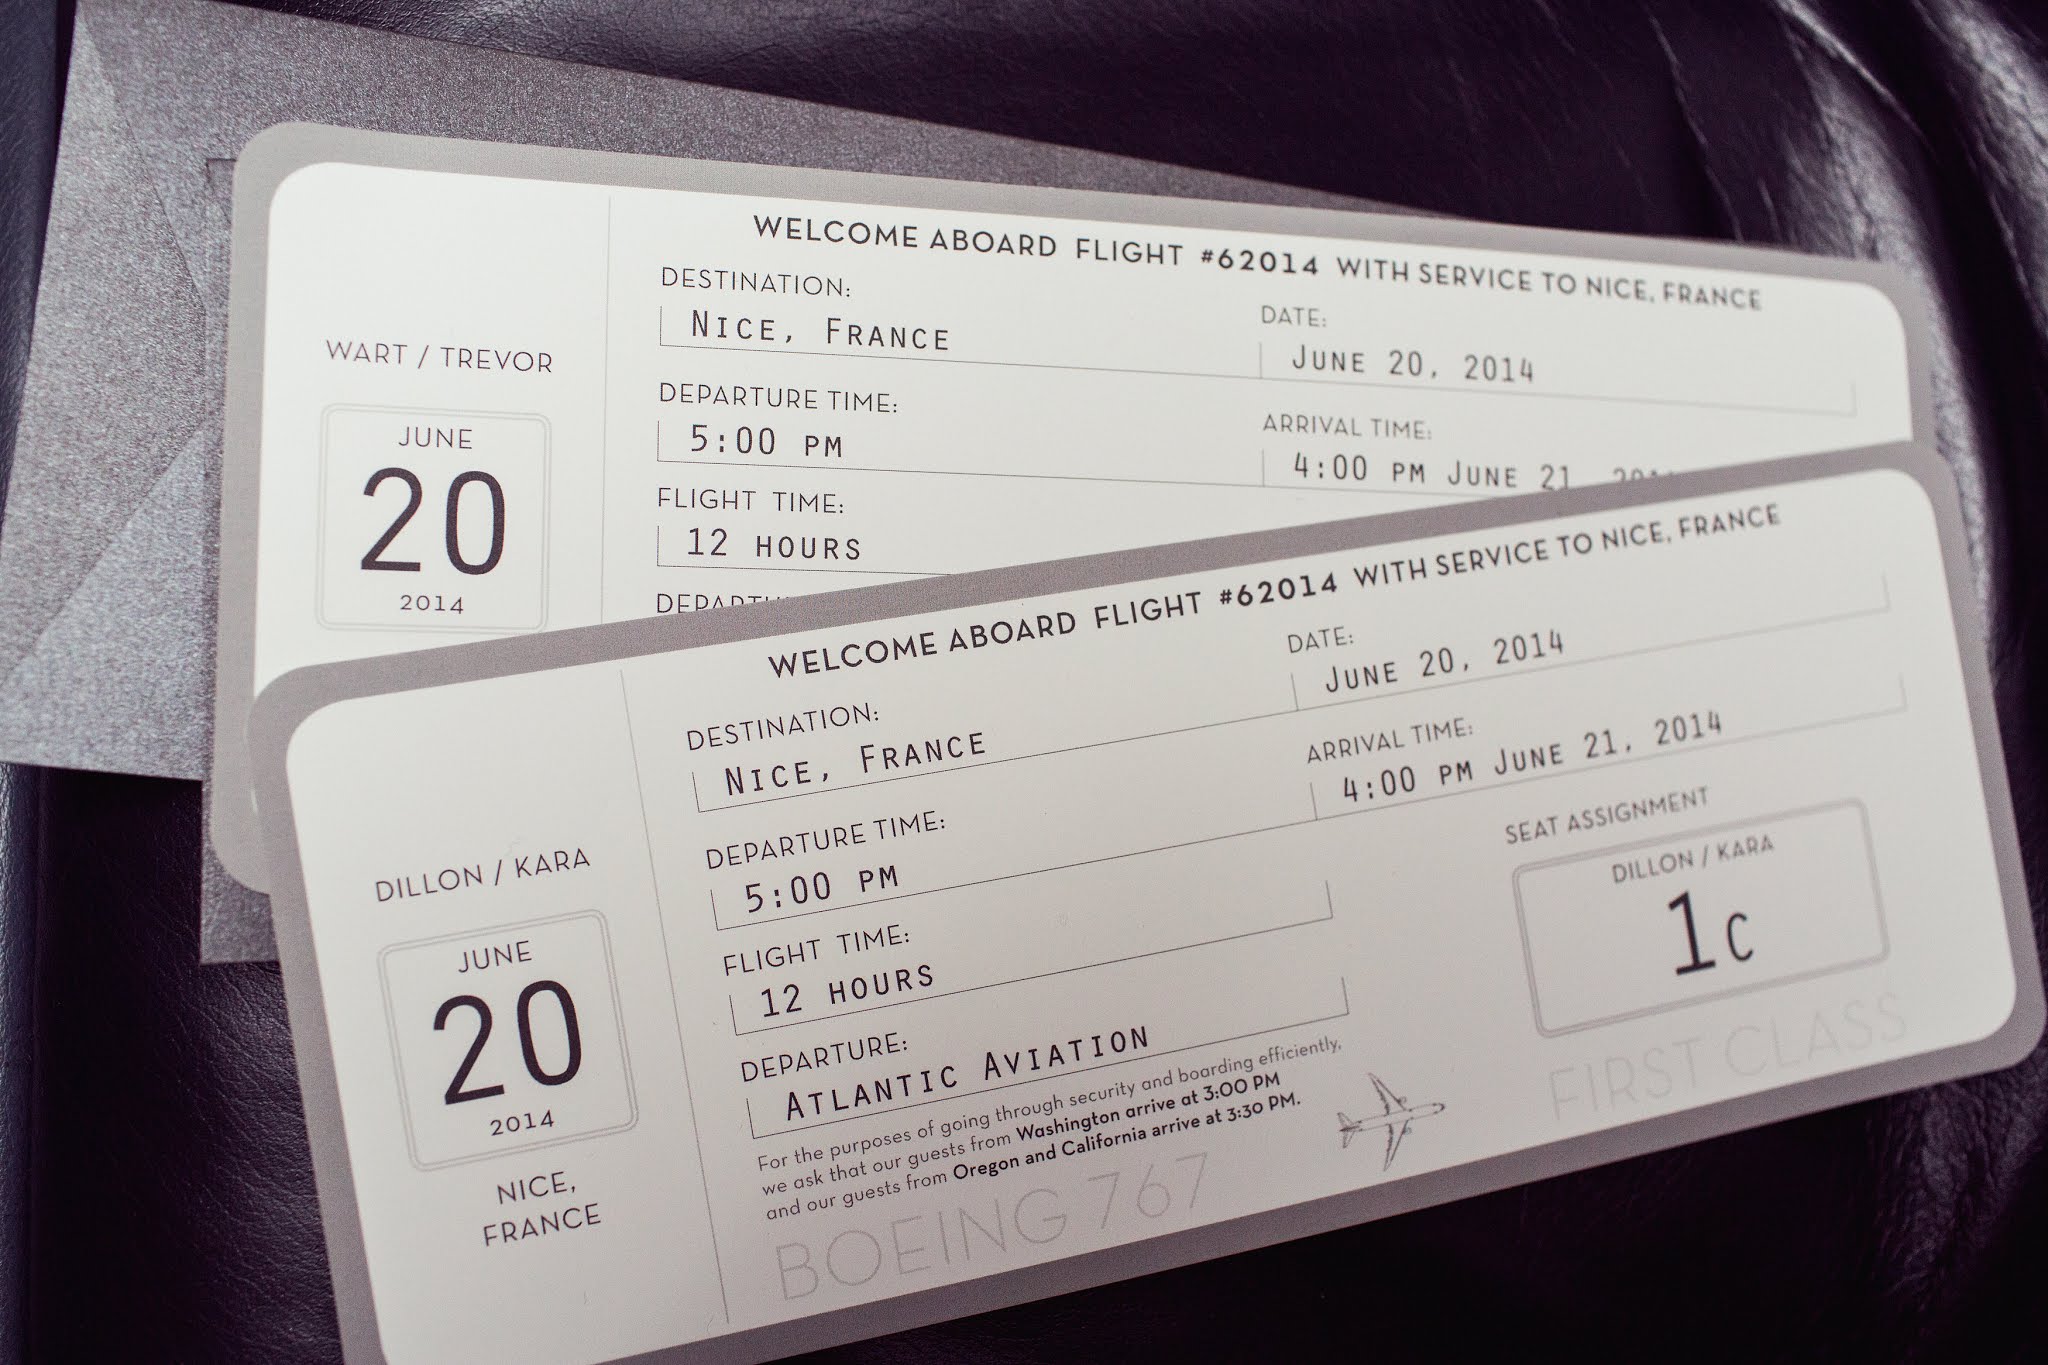 WELCOME ABOARD FLIGHT #62014 WITH SERVICE TO NICE, FRANCE
DESTINATION:
NICE, FRANCE
DATE:
JUNE 20, 2014
WART / TREVOR
DEPARTURE TIME:
5:00 PM
ARRIVAL TIME:
4:00 PM JUNE 21
JUNE
20
2014
FLIGHT TIME:
12 HOURS
WELCOME ABOARD FLIGHT #62014 WITH SERVICE TO NICE, FRANCE
DESTINATION:
NICE, FRANCE
DATE:
JUNE 20, 2014
DEPARTURE TIME:
5:00 PM
ARRIVAL TIME:
4:00 PM JUNE 21, 2014
DILLON / KARA
JUNE
20
2014
NICE,
FRANCE
FLIGHT TIME:
12 HOURS
SEAT ASSIGNMENT
DILLON / KARA
1C
FIRST CLASS
DEPARTURE:
ATLANTIC AVIATION
For the purposes of going through security and boarding efficiently,
we ask that our guests from Washington arrive at 3:00 PM
and our guests from Oregon and California arrive at 3:30 PM.
BOEING 767